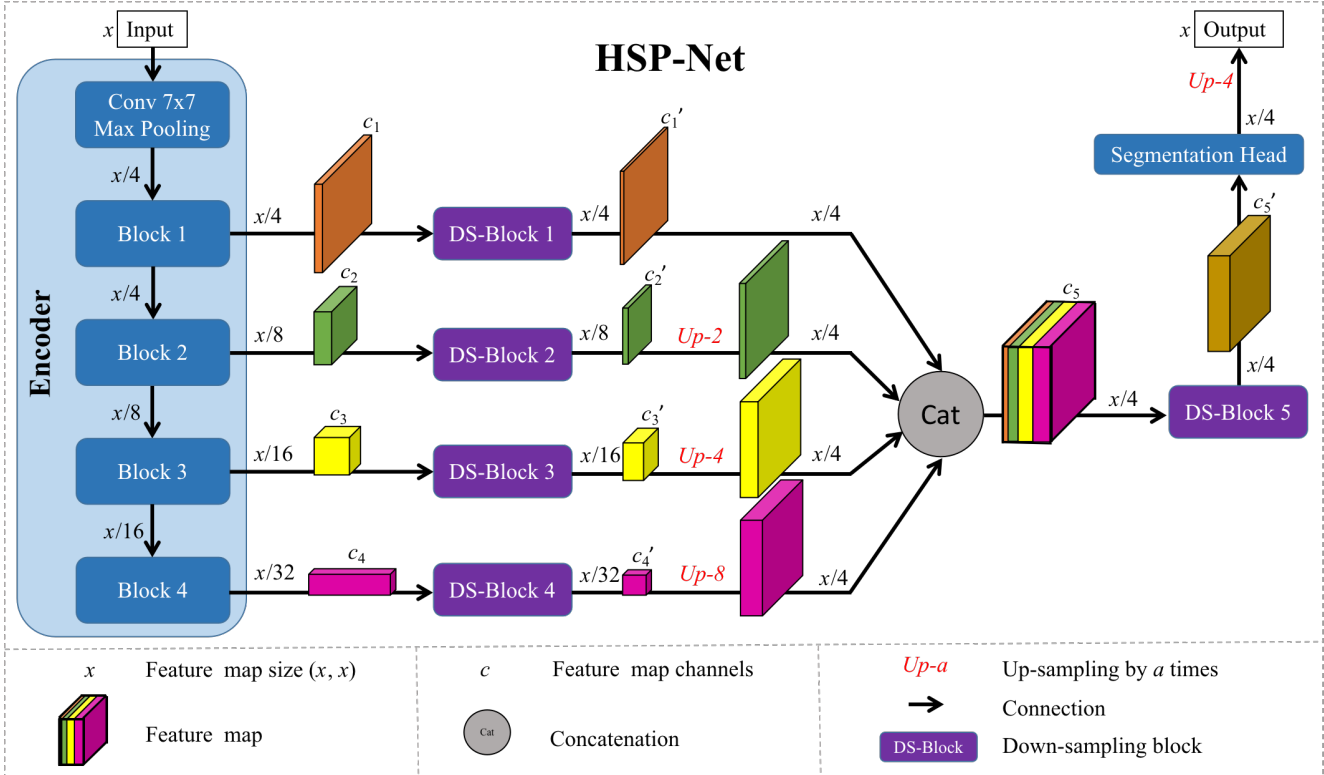 x Input
HSP-Net
x Output
Up-4
x/4
Encoder
Conv 7x7
Max Pooling
x/4
c₁
c₁'
Segmentation Head
Block 1
x/4
DS-Block 1
x/4
x/4
c₅'
x/4
c₂
c₂'
c₅
Block 2
x/8
DS-Block 2
x/8
Up-2
x/4
x/4
x/8
c₃
c₃'
Cat
x/4
DS-Block 5
Block 3
x/16
DS-Block 3
x/16
Up-4
x/4
x/16
c₄
c₄'
Block 4
x/32
DS-Block 4
x/32
Up-8
x/4
x Feature map size (x, x)
Feature map
c Feature map channels
Cat Concatenation
Up-a Up-sampling by a times
Connection
DS-Block Down-sampling block